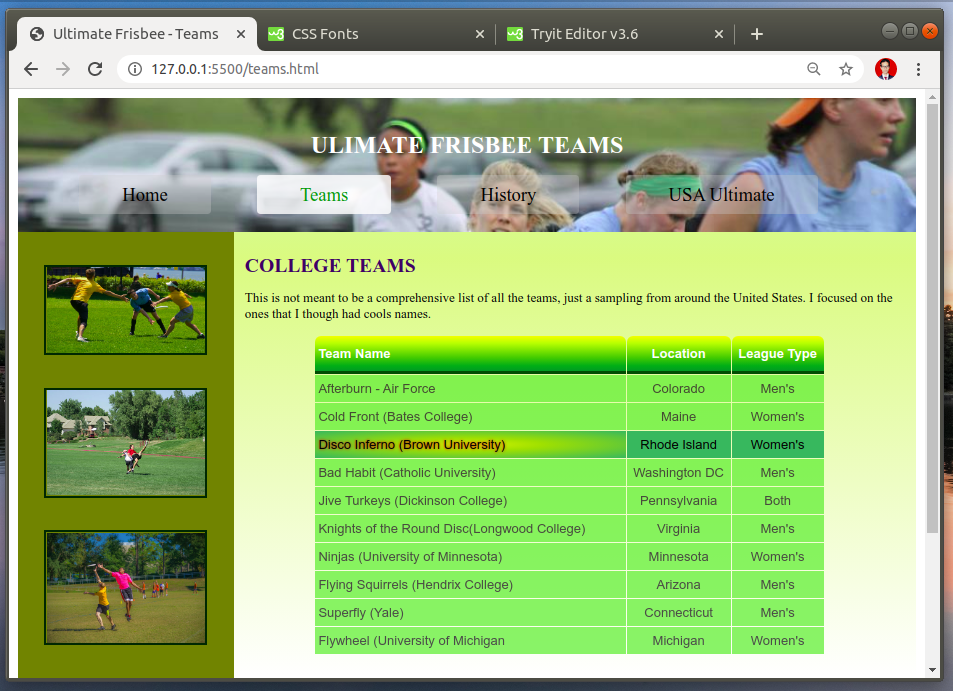 Ultimate Frisbee - Teams
CSS Fonts
Tryit Editor v3.6
127.0.0.1:5500/teams.html
ULIMATE FRISBEE TEAMS
Home Teams History USA Ultimate
COLLEGE TEAMS
This is not meant to be a comprehensive list of all the teams, just a sampling from around the United States. I focused on the
ones that I though had cools names.
Team Name Location League Type
Afterburn - Air Force Colorado Men's
Cold Front (Bates College) Maine Women's
Disco Inferno (Brown University) Rhode Island Women's
Bad Habit (Catholic University) Washington DC Men's
Jive Turkeys (Dickinson College) Pennsylvania Both
Knights of the Round Disc(Longwood College) Virginia Men's
Ninjas (University of Minnesota) Minnesota Women's
Flying Squirrels (Hendrix College) Arizona Men's
Superfly (Yale) Connecticut Men's
Flywheel (University of Michigan Michigan Women's